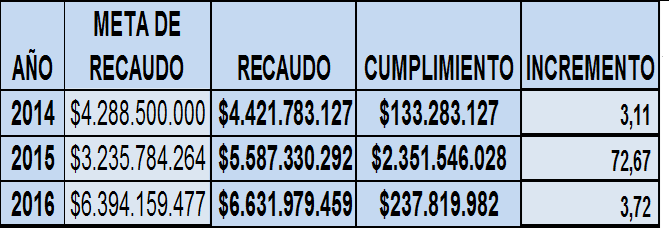 AÑO META DE RECAUDO RECAUDO CUMPLIMIENTO INCREMENTO
2014 $4.288.500.000 $4.421.783.127 $133.283.127 3,11
2015 $3.235.784.264 $5.587.330.292 $2.351.546.028 72,67
2016 $6.394.159.477 $6.631.979.459 $237.819.982 3,72